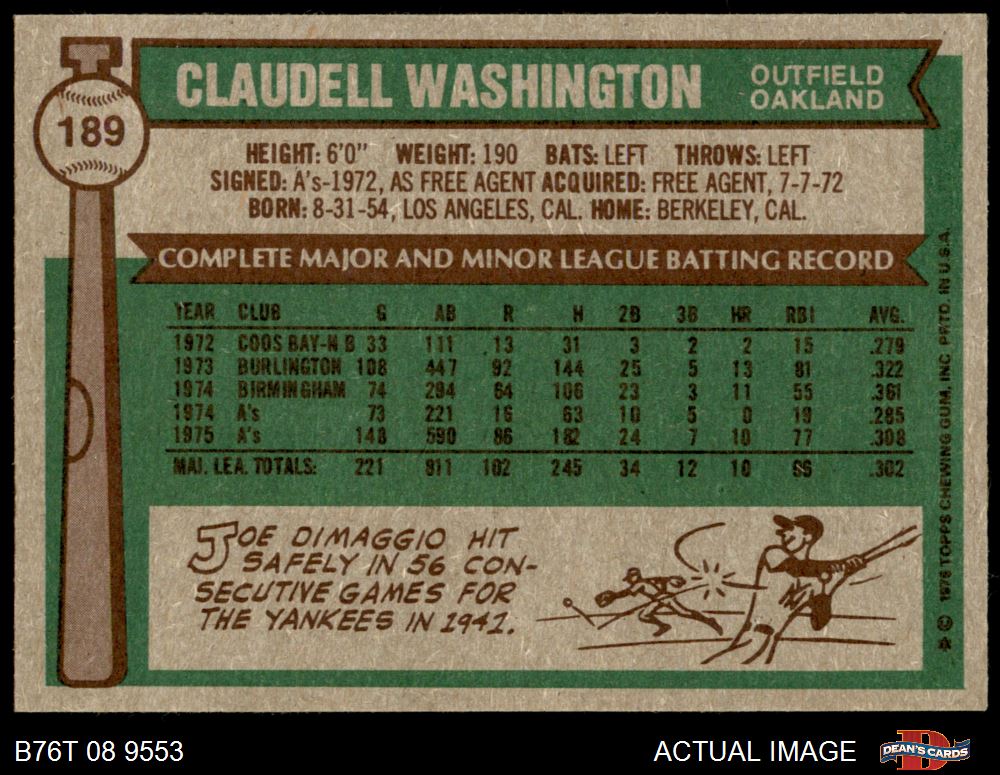 189
CLAUDELL WASHINGTON
OUTFIELD
OAKLAND
HEIGHT: 6'0" WEIGHT: 190 BATS: LEFT THROWS: LEFT
SIGNED: A's-1972, AS FREE AGENT ACQUIRED: FREE AGENT, 7-7-72
BORN: 8-31-54, LOS ANGELES, CAL. HOME: BERKELEY, CAL.
COMPLETE MAJOR AND MINOR LEAGUE BATTING RECORD
YEAR CLUB G AB R H 2B 3B HR RBI AVG.
1972 COOS BAY-N B 33 111 13 31 3 2 2 15 .279
1973 BURLINGTON 108 447 92 144 25 5 13 81 .322
1974 BIRMINGHAM 74 294 64 106 23 3 11 55 .361
1974 A's 73 221 16 63 10 5 0 19 .285
1975 A's 148 590 86 182 24 7 10 77 .308
MAJ. LEA. TOTALS: 221 811 102 245 34 12 10 96 .302
JOE DIMAGGIO HIT
SAFELY IN 56 CON-
SECUTIVE GAMES FOR
THE YANKEES IN 1941.
© 1976 TOPPS CHEWING GUM, INC. PRTD. IN U.S.A.
B76T 08 9553
ACTUAL IMAGE
DEAN'S CARDS